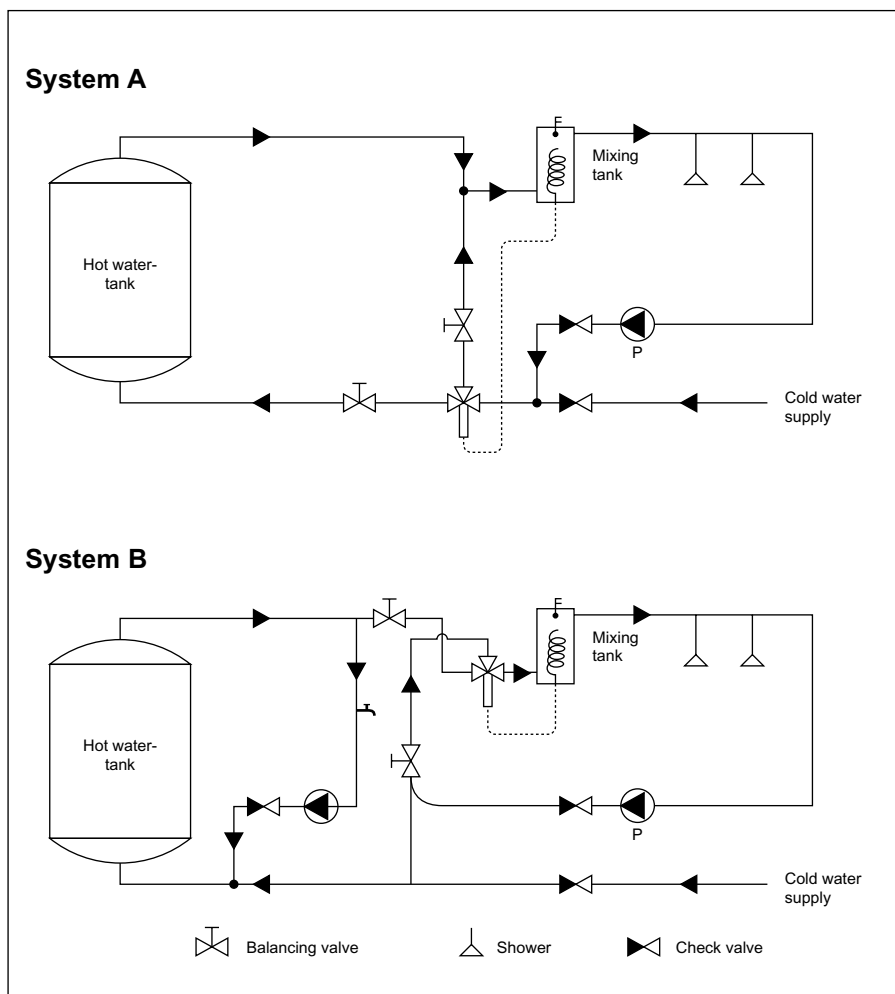 System A
Hot water-
tank
F
Mixing
tank
P
Cold water
supply
System B
F
Mixing
tank
Hot water-
tank
P
Cold water
supply
Balancing valve
Shower
Check valve